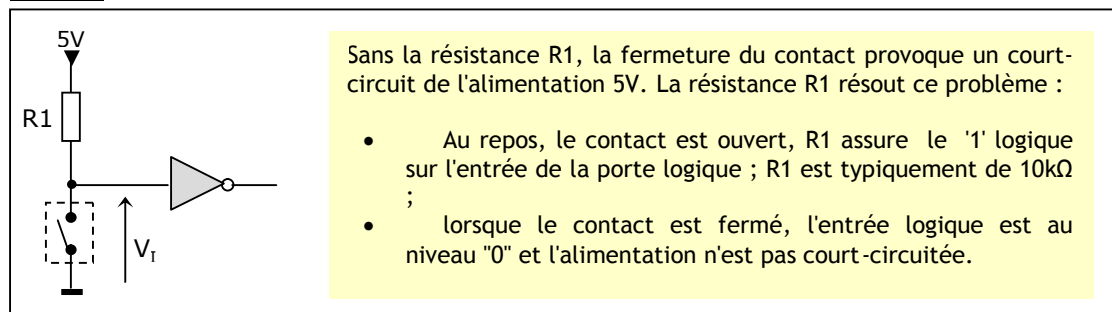 5V
R1
V_I
Sans la résistance R1, la fermeture du contact provoque un court-
circuit de l'alimentation 5V. La résistance R1 résout ce problème :
• Au repos, le contact est ouvert, R1 assure le '1' logique
sur l'entrée de la porte logique ; R1 est typiquement de 10kΩ
;
• lorsque le contact est fermé, l'entrée logique est au
niveau "0" et l'alimentation n'est pas court-circuitée.